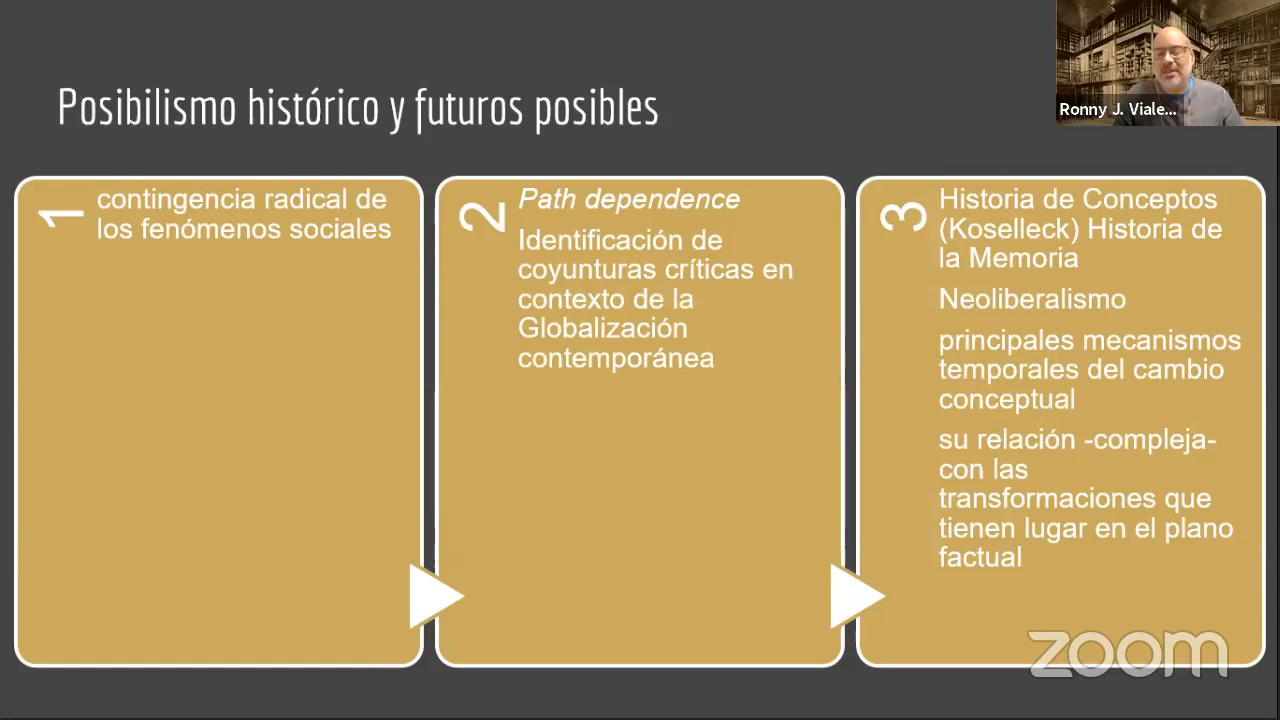 Posibilismo histórico y futuros posibles
Ronny J. Viale...
1
contingencia radical de
los fenómenos sociales
2
Path dependence
Identificación de
coyunturas críticas en
contexto de la
Globalización
contemporánea
3
Historia de Conceptos
(Koselleck) Historia de
la Memoria
Neoliberalismo
principales mecanismos
temporales del cambio
conceptual
su relación -compleja-
con las
transformaciones que
tienen lugar en el plano
factual
zoom